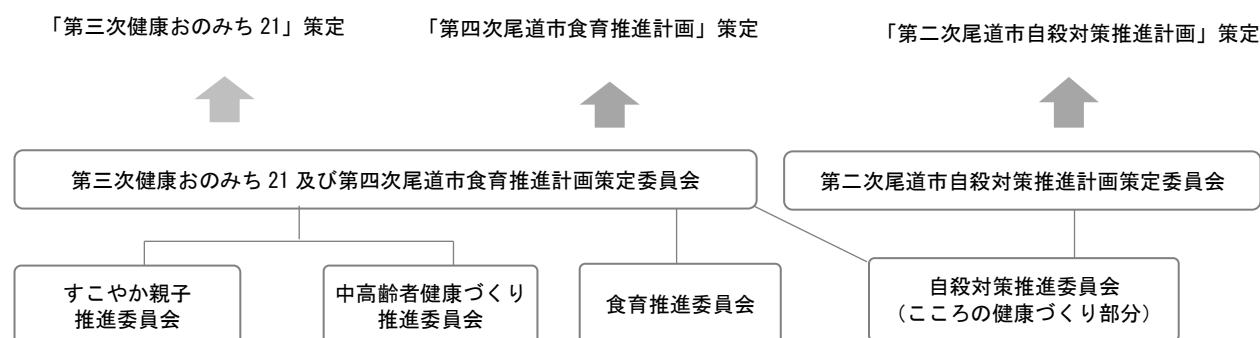 「第三次健康おのみち 21」策定
「第四次尾道市食育推進計画」策定
「第二次尾道市自殺対策推進計画」策定
第三次健康おのみち 21 及び第四次尾道市食育推進計画策定委員会
第二次尾道市自殺対策推進計画策定委員会
すこやか親子
推進委員会
中高齢者健康づくり
推進委員会
食育推進委員会
自殺対策推進委員会
(こころの健康づくり部分)